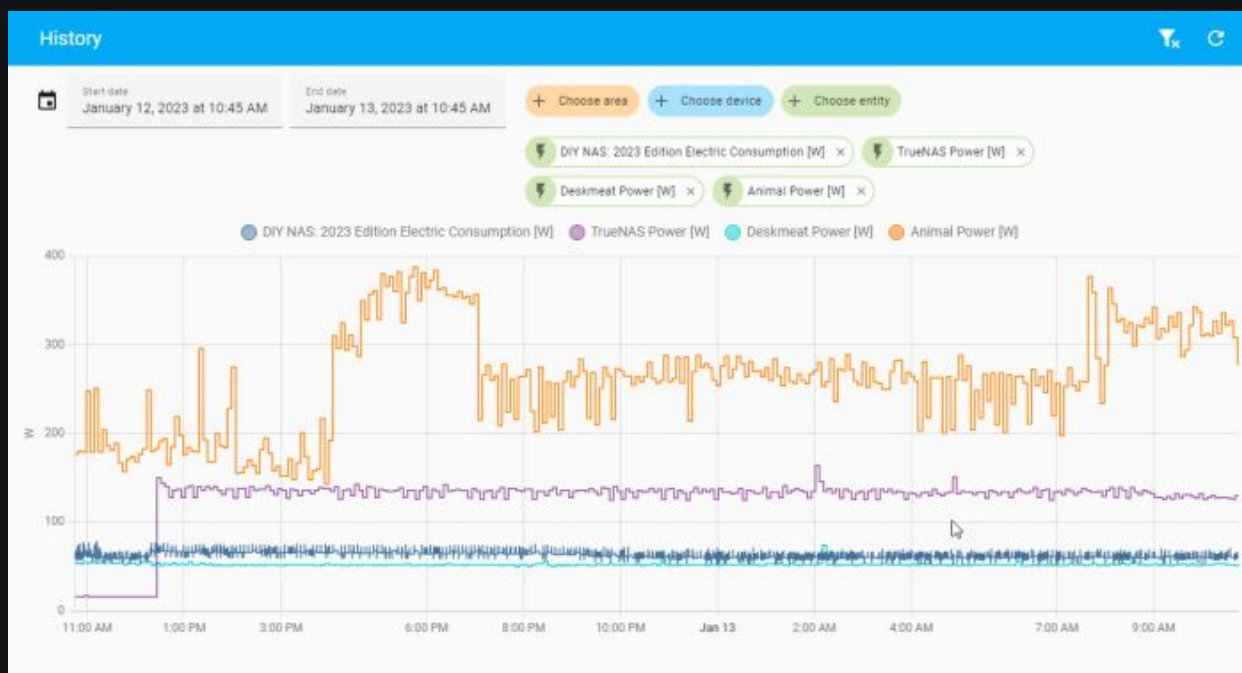 History
Start date
January 12, 2023 at 10:45 AM
End date
January 13, 2023 at 10:45 AM
+ Choose area
+ Choose device
+ Choose entity
DIY NAS: 2023 Edition Electric Consumption [W] ×
TrueNAS Power [W] ×
Deskmeat Power [W] ×
Animal Power [W] ×
DIY NAS: 2023 Edition Electric Consumption [W]
TrueNAS Power [W]
Deskmeat Power [W]
Animal Power [W]
400
300
200
100
0
W
11:00 AM
1:00 PM
3:00 PM
6:00 PM
8:00 PM
10:00 PM
Jan 13
2:00 AM
4:00 AM
7:00 AM
9:00 AM